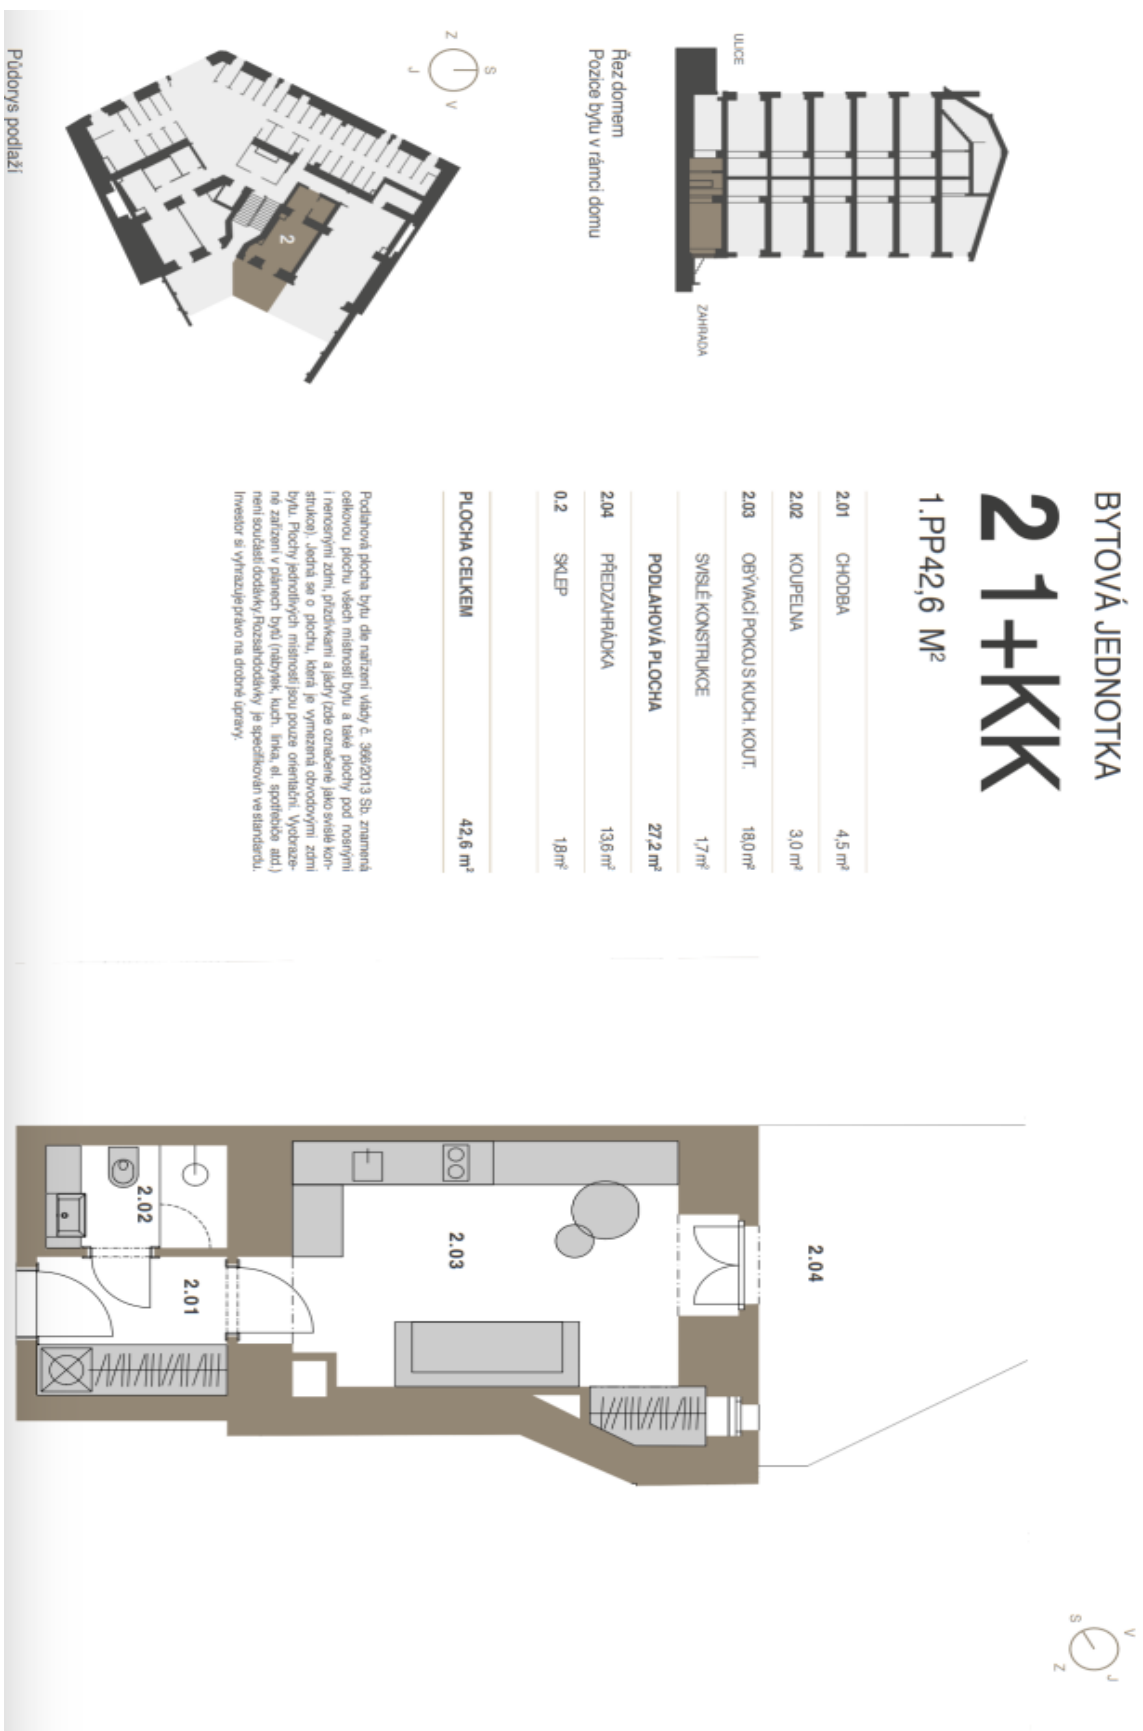 BYTOVÁ JEDNOTKA
2 1+KK
1.PP42,6 M²
2.01 CHODBA 4,5 m²
2.02 KOUPELNA 3,0 m²
2.03 OBÝVACÍ POKOJ S KUCH. KOUT. 18,0 m²
SVISLÉ KONSTRUKCE 1,7 m²
PODLAHOVÁ PLOCHA 27,2 m²
2.04 PŘEDZAHRÁDKA 13,6 m²
0.2 SKLEP 1,8 m²
PLOCHA CELKEM 42,6 m²
Podlahová plocha bytu dle nařízení vlády č. 366/2013 Sb. znamená
celkovou plochu všech místností bytu a také plochy pod nosnými
i nenosnými zdmi, přizdívkami a jádry (zde označené jako svislé kon-
strukce). Jedná se o plochu, která je vymezená obvodovými zdmi
bytu. Plochy jednotlivých místností jsou pouze orientační. Vyobraze-
né zařízení v plánech bytů (nábytek, kuch. linka, el. spotřebiče atd.)
není součástí dodávky.Rozsahdodávky je specifikován ve standardu.
Investor si vyhrazuje právo na drobné úpravy.
ULICE
ZAHRADA
Řez domem
Pozice bytu v rámci domu
S
V
J
Z
2
Půdorys podlaží
2.04
2.03
2.02
2.01
V
J
S
Z